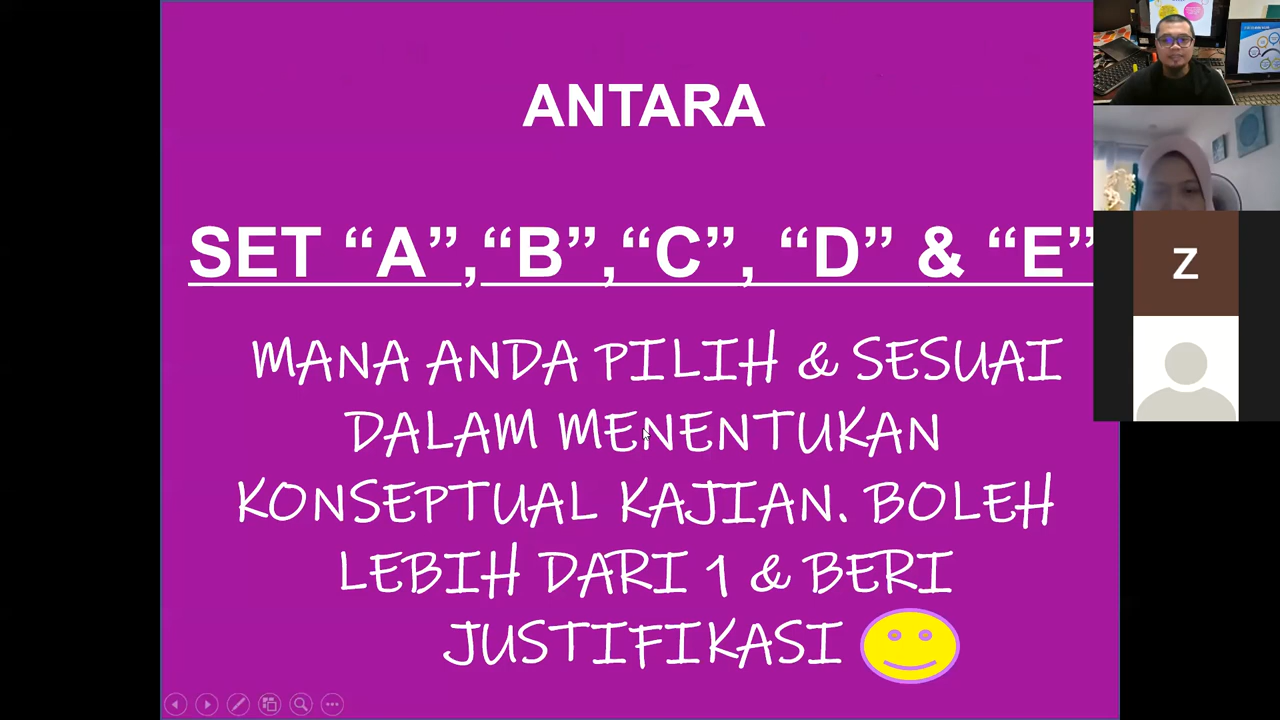 ANTARA
SET “A”,“B”,“C”, “D” & “E”
MANA ANDA PILIH & SESUAI
DALAM MENENTUKAN
KONSEPTUAL KAJIAN. BOLEH
LEBIH DARI 1 & BERI
JUSTIFIKASI
Z